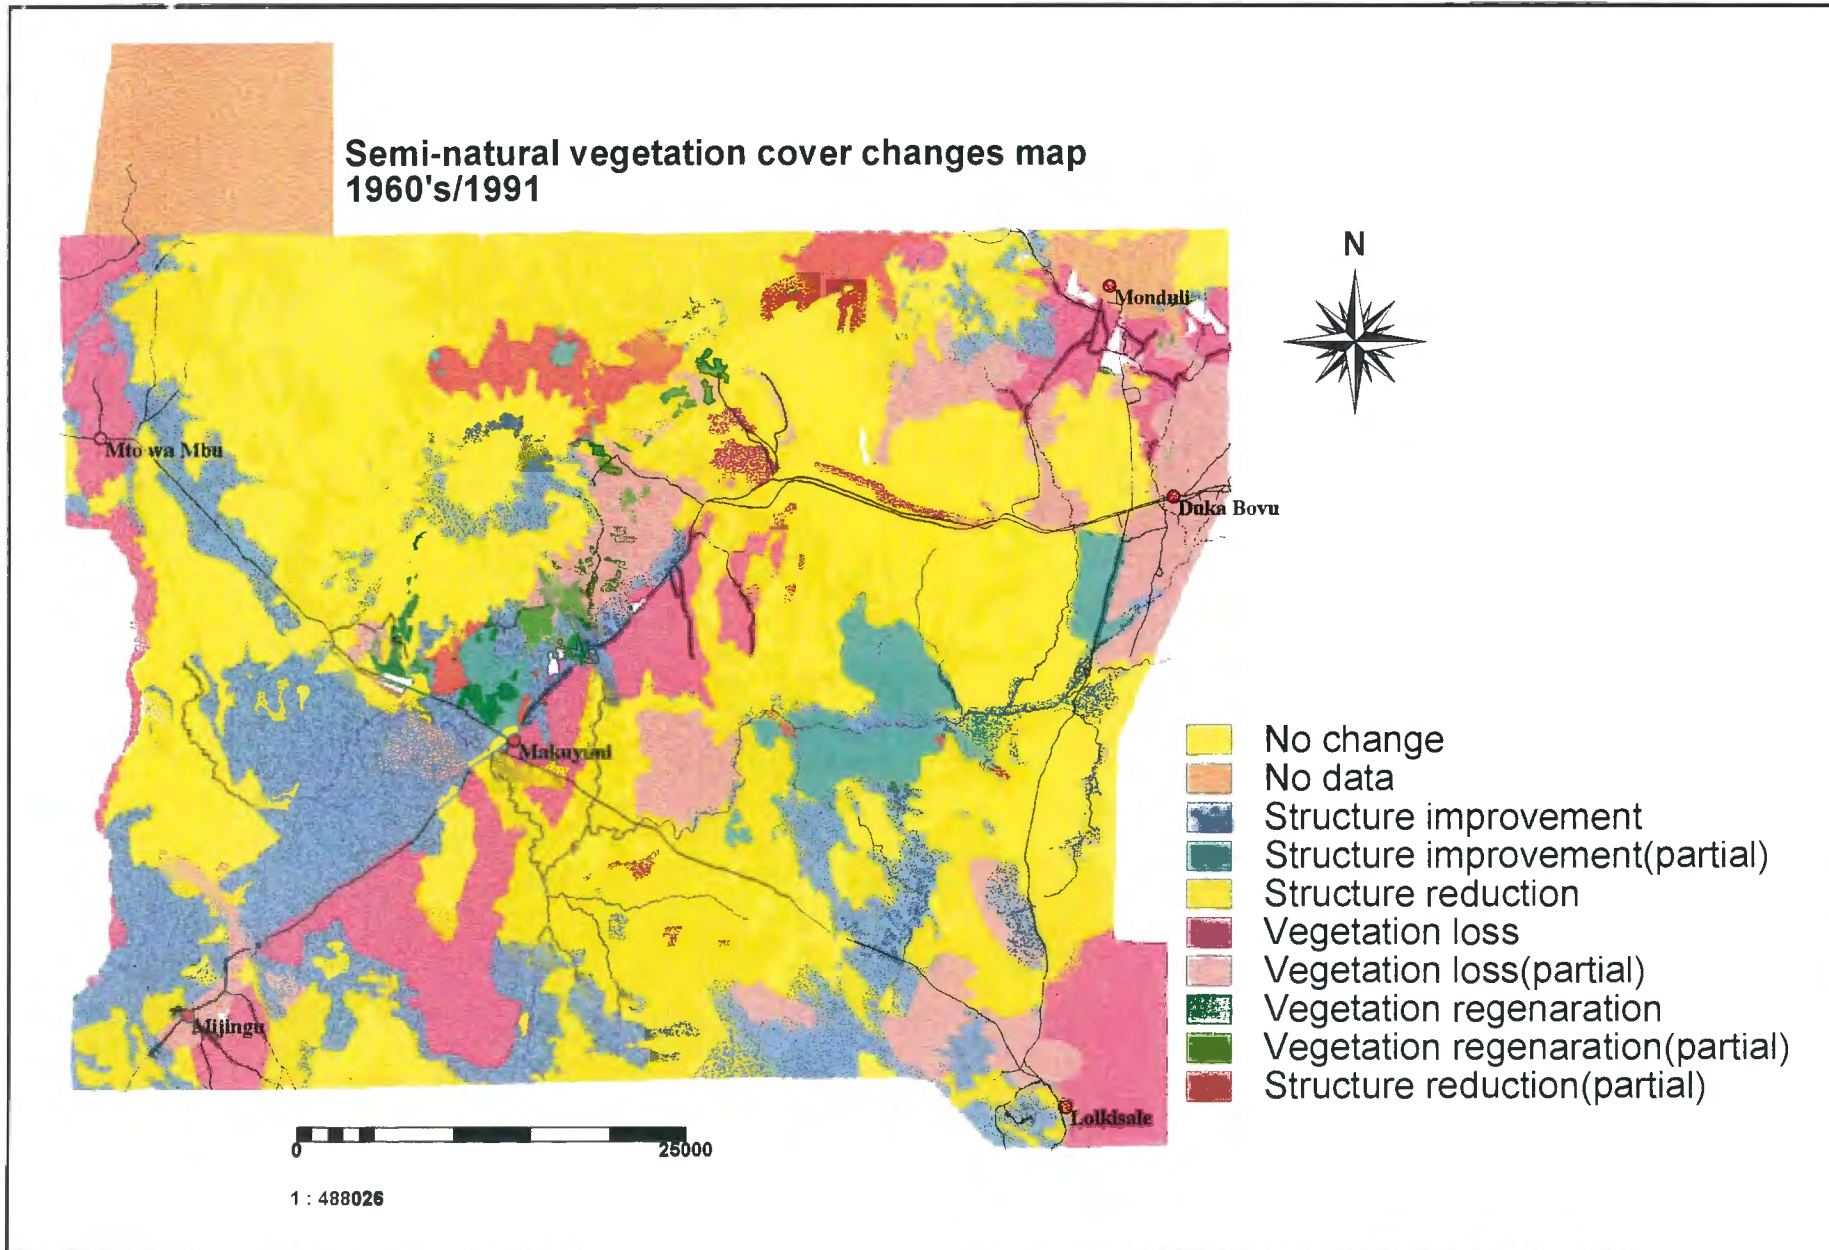 Semi-natural vegetation cover changes map
1960's/1991
N
Monduli
Mto wa Mbu
Duka Bovu
Makuyuni
Mijingu
Lolkisale
No change
No data
Structure improvement
Structure improvement(partial)
Structure reduction
Vegetation loss
Vegetation loss(partial)
Vegetation regenaration
Vegetation regenaration(partial)
Structure reduction(partial)
0 25000
1 : 488026